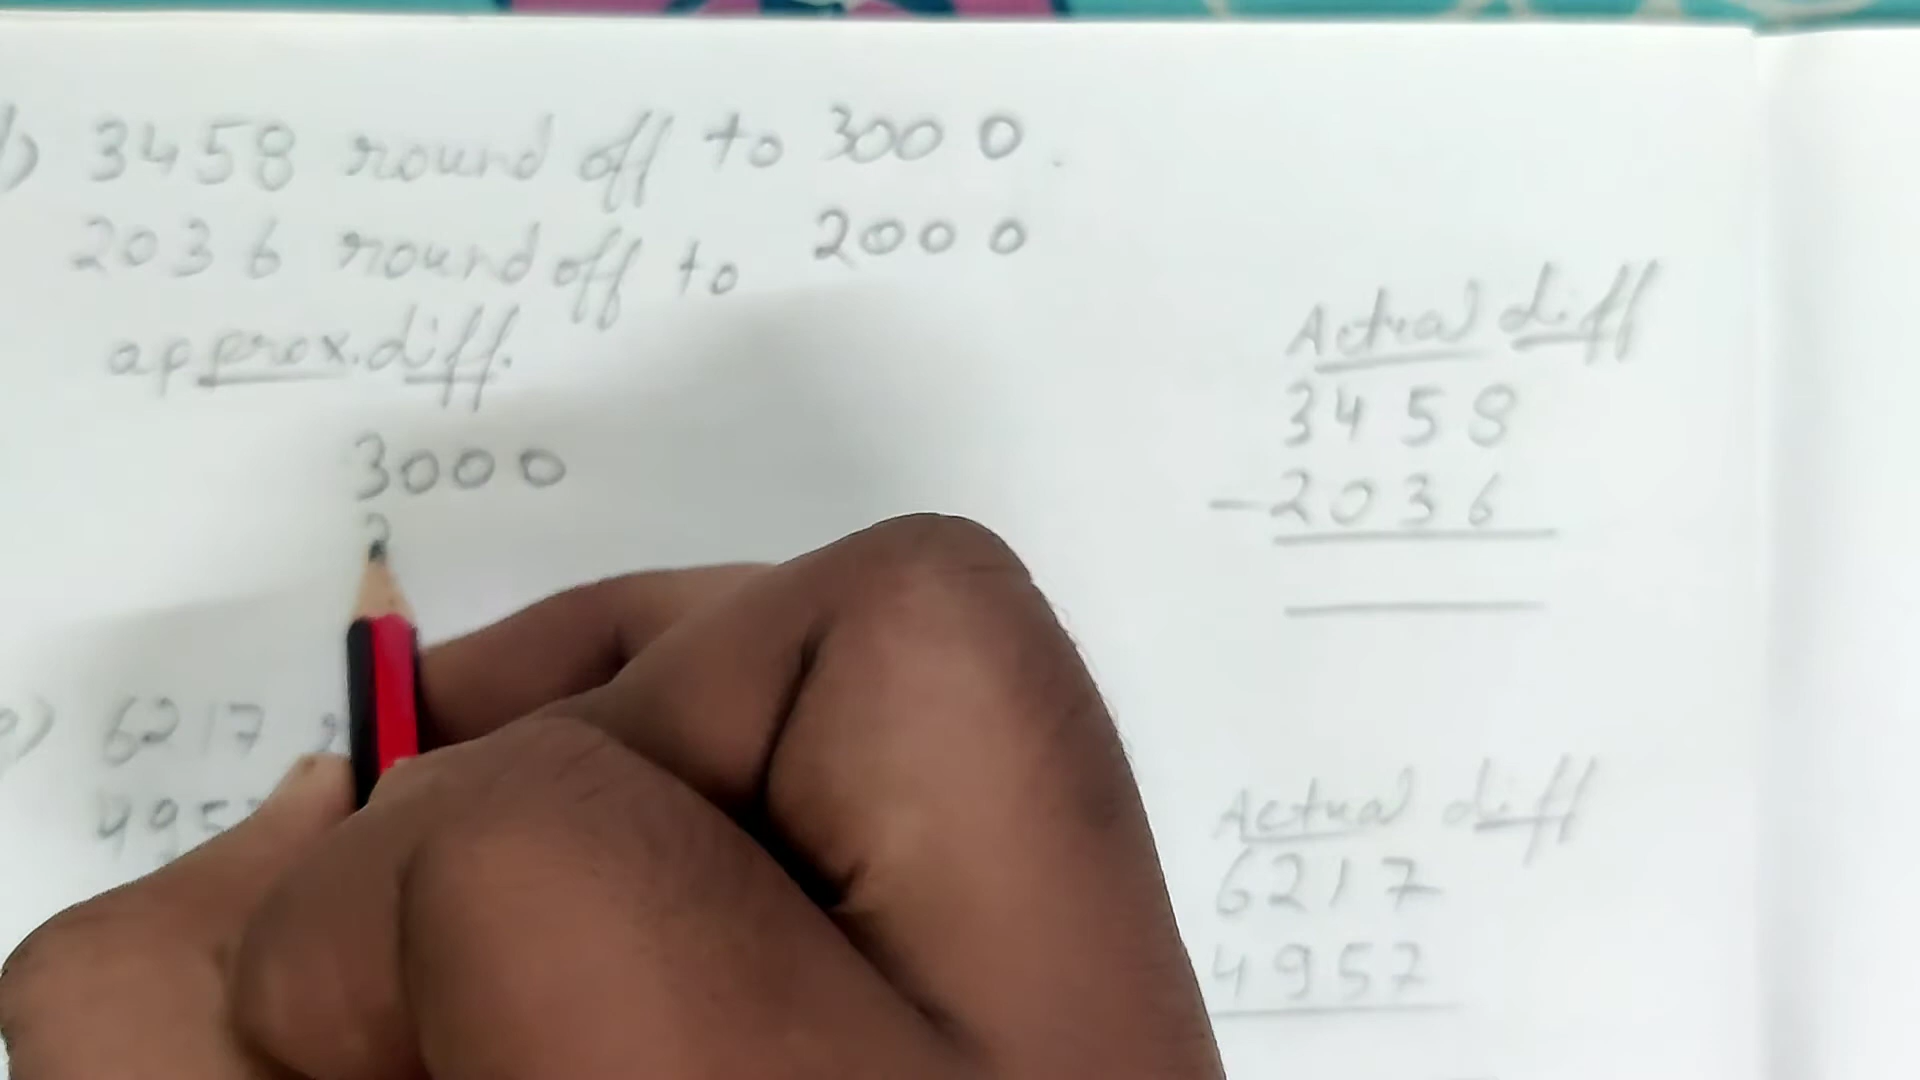 3458 round off to 3000.
2036 round off to 2000
approx. diff.
3000
2
Actual diff
3458
-2036
6217
495
Actual diff
6217
4957